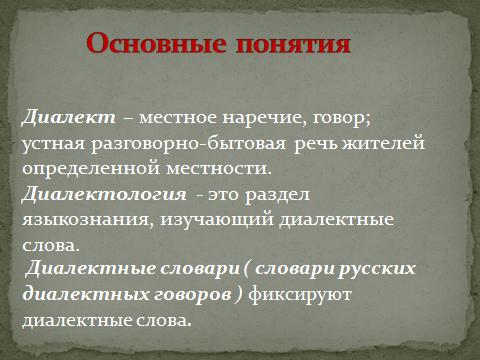 Основные понятия
Диалект – местное наречие, говор;
устная разговорно-бытовая речь жителей
определенной местности.
Диалектология - это раздел
языкознания, изучающий диалектные
слова.
Диалектные словари ( словари русских
диалектных говоров ) фиксируют
диалектные слова.